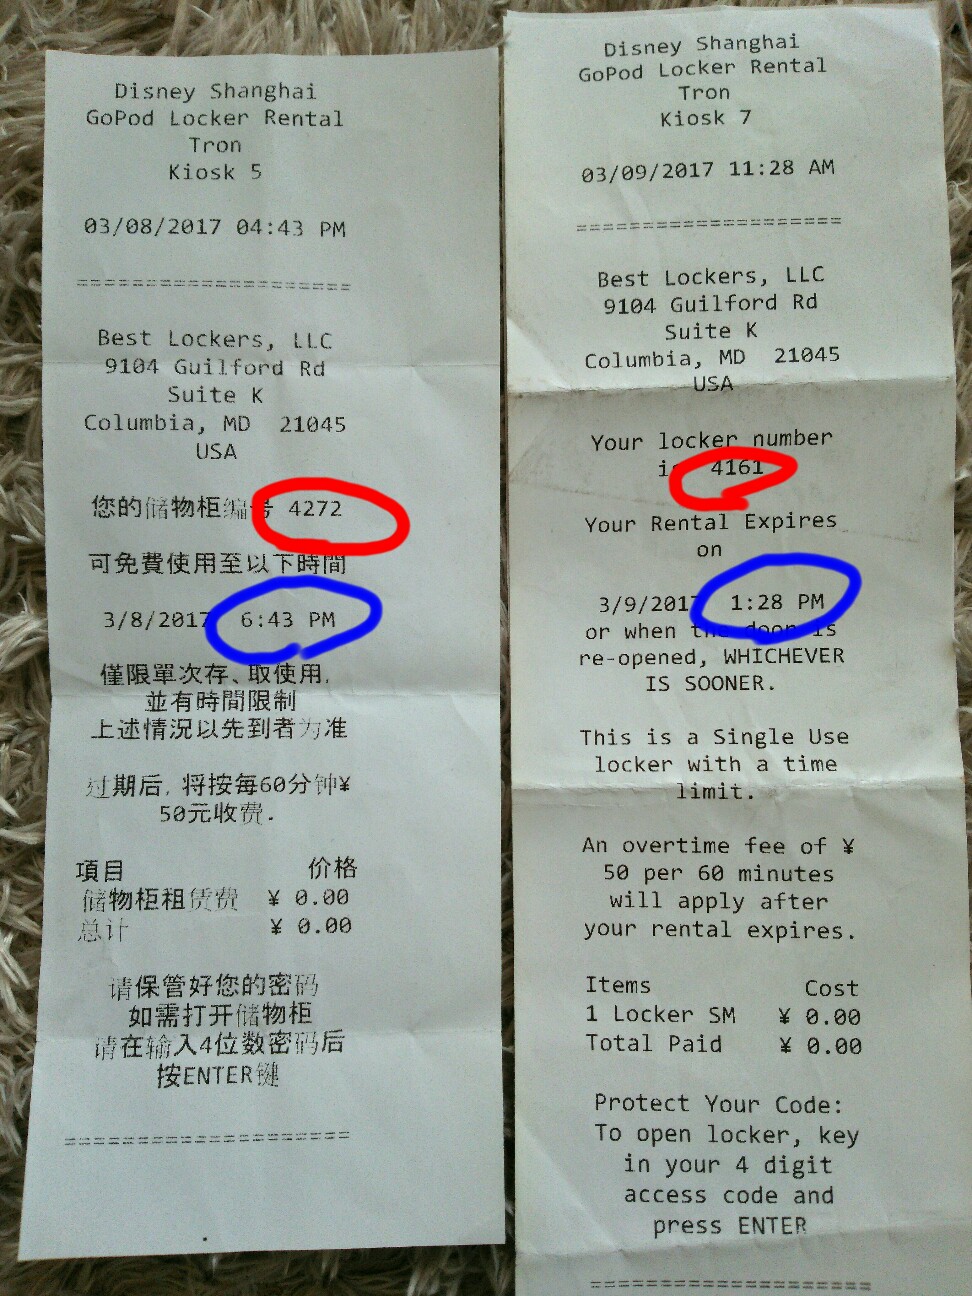 Disney Shanghai
GoPod Locker Rental
Tron
Kiosk 5
03/08/2017 04:43 PM
====================
Best Lockers, LLC
9104 Guilford Rd
Suite K
Columbia, MD 21045
USA
您的储物柜编号 4272
可免費使用至以下時間
3/8/2017 6:43 PM
僅限單次存、取使用,
並有時間限制
上述情況以先到者为准
过期后, 将按每60分钟¥
50元收费.
項目 价格
储物柜租赁费 ¥ 0.00
总计 ¥ 0.00
请保管好您的密码
如需打开储物柜
请在输入4位数密码后
按ENTER键
====================
Disney Shanghai
GoPod Locker Rental
Tron
Kiosk 7
03/09/2017 11:28 AM
====================
Best Lockers, LLC
9104 Guilford Rd
Suite K
Columbia, MD 21045
USA
Your locker number
is 4161
Your Rental Expires
on
3/9/2017 1:28 PM
or when the door is
re-opened, WHICHEVER
IS SOONER.
This is a Single Use
locker with a time
limit.
An overtime fee of ¥
50 per 60 minutes
will apply after
your rental expires.
Items Cost
1 Locker SM ¥ 0.00
Total Paid ¥ 0.00
Protect Your Code:
To open locker, key
in your 4 digit
access code and
press ENTER
====================